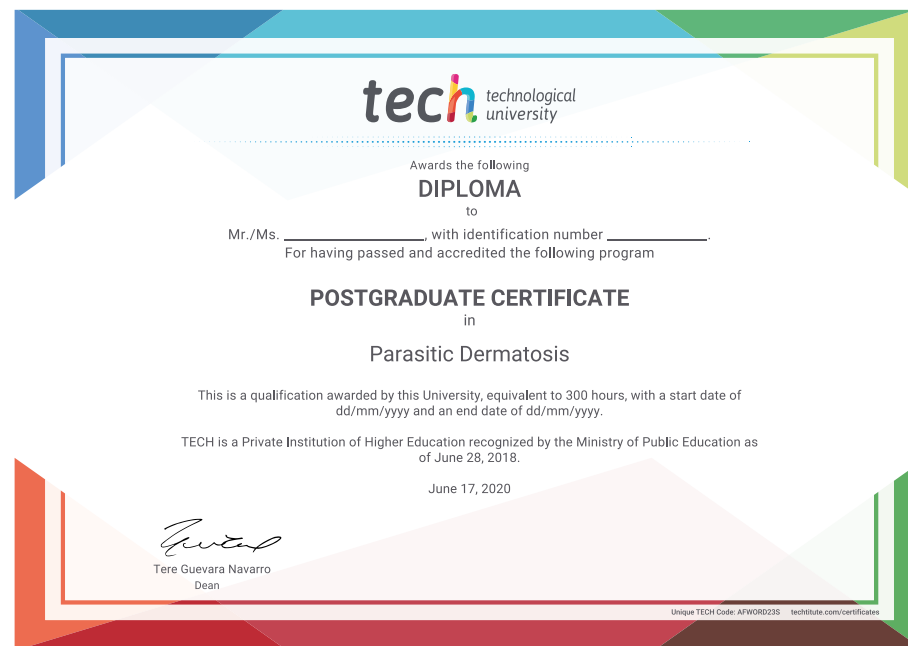 tech technological
university
Awards the following
DIPLOMA
to
Mr./Ms. ____________________, with identification number ______________.
For having passed and accredited the following program
POSTGRADUATE CERTIFICATE
in
Parasitic Dermatosis
This is a qualification awarded by this University, equivalent to 300 hours, with a start date of
dd/mm/yyyy and an end date of dd/mm/yyyy.
TECH is a Private Institution of Higher Education recognized by the Ministry of Public Education as
of June 28, 2018.
June 17, 2020
Tere Guevara Navarro
Dean
Unique TECH Code: AFWORD23S techtitute.com/certificates